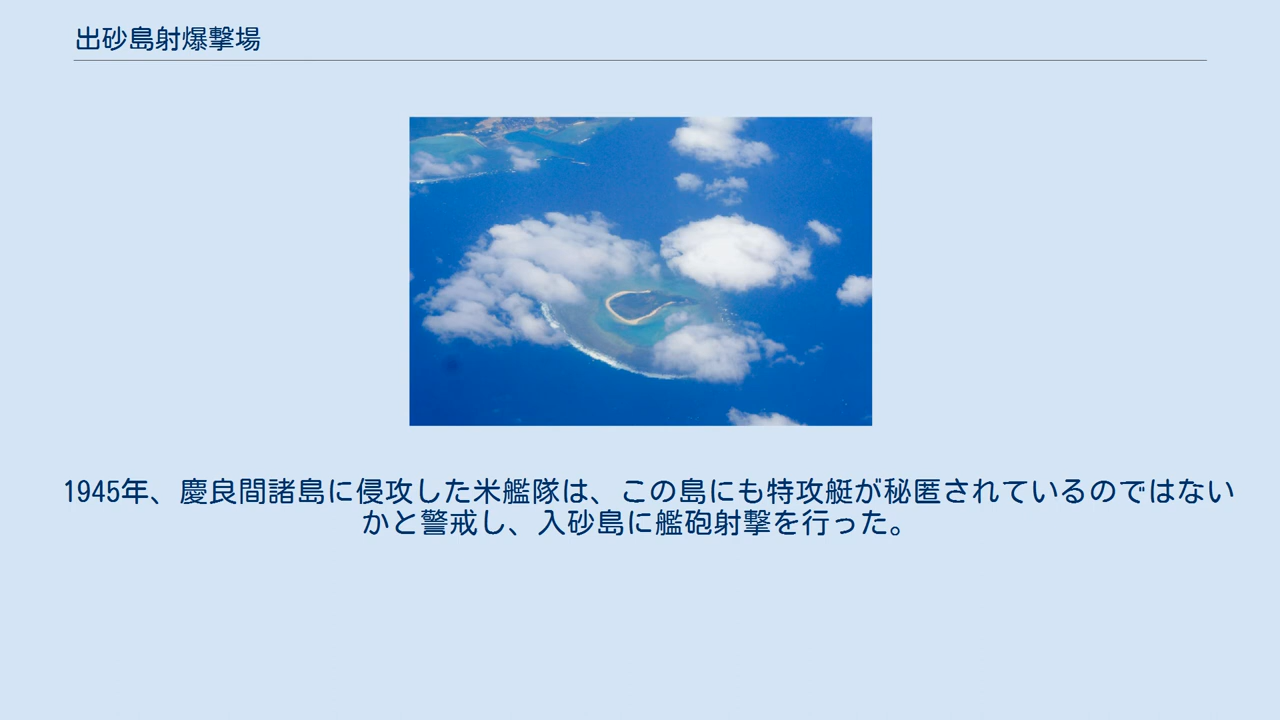 出砂島射爆撃場
1945年、慶良間諸島に侵攻した米艦隊は、この島にも特攻艇が秘匿されているのではない
かと警戒し、入砂島に艦砲射撃を行った。